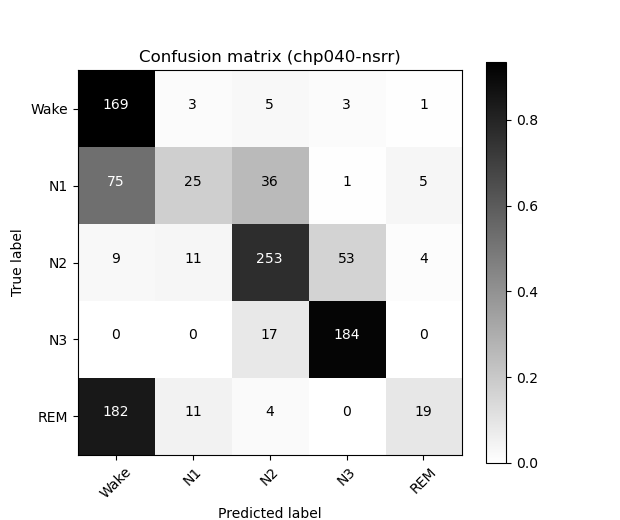 Confusion matrix (chp040-nsrr)
Wake 169 3 5 3 1
N1 75 25 36 1 5
N2 9 11 253 53 4
N3 0 0 17 184 0
REM 182 11 4 0 19
Wake N1 N2 N3 REM
True label
Predicted label
0.8
0.6
0.4
0.2
0.0